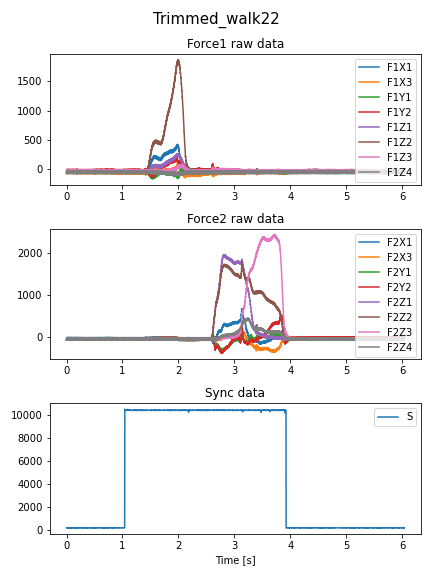 Trimmed_walk22
Force1 raw data
1500
1000
500
0
F1X1
F1X3
F1Y1
F1Y2
F1Z1
F1Z2
F1Z3
F1Z4
0 1 2 3 4 5 6
Force2 raw data
2000
1000
0
F2X1
F2X3
F2Y1
F2Y2
F2Z1
F2Z2
F2Z3
F2Z4
0 1 2 3 4 5 6
Sync data
10000
8000
6000
4000
2000
0
S
0 1 2 3 4 5 6
Time [s]